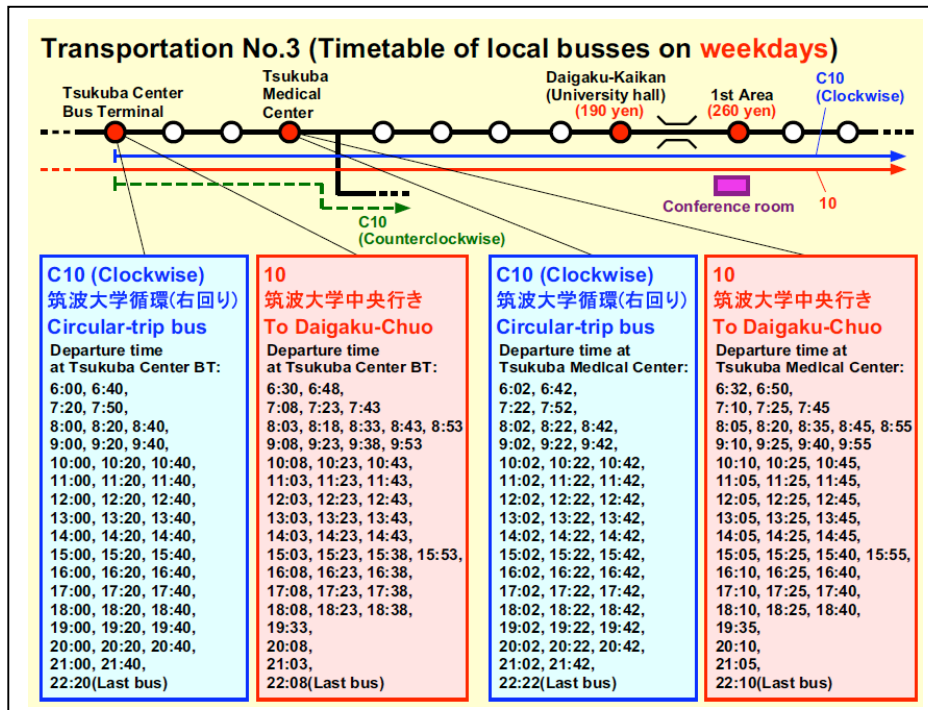 Transportation No.3 (Timetable of local busses on weekdays)
Tsukuba Center
Bus Terminal
Tsukuba
Medical
Center
Daigaku-Kaikan
(University hall)
(190 yen)
1st Area
(260 yen)
C10
(Clockwise)
C10
(Counterclockwise)
Conference room
10
C10 (Clockwise)
筑波大学循環(右回り)
Circular-trip bus
Departure time
at Tsukuba Center BT:
6:00, 6:40,
7:20, 7:50,
8:00, 8:20, 8:40,
9:00, 9:20, 9:40,
10:00, 10:20, 10:40,
11:00, 11:20, 11:40,
12:00, 12:20, 12:40,
13:00, 13:20, 13:40,
14:00, 14:20, 14:40,
15:00, 15:20, 15:40,
16:00, 16:20, 16:40,
17:00, 17:20, 17:40,
18:00, 18:20, 18:40,
19:00, 19:20, 19:40,
20:00, 20:20, 20:40,
21:00, 21:40,
22:20(Last bus)
10
筑波大学中央行き
To Daigaku-Chuo
Departure time
at Tsukuba Center BT:
6:30, 6:48,
7:08, 7:23, 7:43
8:03, 8:18, 8:33, 8:43, 8:53
9:08, 9:23, 9:38, 9:53
10:08, 10:23, 10:43,
11:03, 11:23, 11:43,
12:03, 12:23, 12:43,
13:03, 13:23, 13:43,
14:03, 14:23, 14:43,
15:03, 15:23, 15:38, 15:53,
16:08, 16:23, 16:38,
17:08, 17:23, 17:38,
18:08, 18:23, 18:38,
19:33,
20:08,
21:03,
22:08(Last bus)
C10 (Clockwise)
筑波大学循環(右回り)
Circular-trip bus
Departure time at
Tsukuba Medical Center:
6:02, 6:42,
7:22, 7:52,
8:02, 8:22, 8:42,
9:02, 9:22, 9:42,
10:02, 10:22, 10:42,
11:02, 11:22, 11:42,
12:02, 12:22, 12:42,
13:02, 13:22, 13:42,
14:02, 14:22, 14:42,
15:02, 15:22, 15:42,
16:02, 16:22, 16:42,
17:02, 17:22, 17:42,
18:02, 18:22, 18:42,
19:02, 19:22, 19:42,
20:02, 20:22, 20:42,
21:02, 21:42,
22:22(Last bus)
10
筑波大学中央行き
To Daigaku-Chuo
Departure time at
Tsukuba Medical Center:
6:32, 6:50,
7:10, 7:25, 7:45
8:05, 8:20, 8:35, 8:45, 8:55
9:10, 9:25, 9:40, 9:55
10:10, 10:25, 10:45,
11:05, 11:25, 11:45,
12:05, 12:25, 12:45,
13:05, 13:25, 13:45,
14:05, 14:25, 14:45,
15:05, 15:25, 15:40, 15:55,
16:10, 16:25, 16:40,
17:10, 17:25, 17:40,
18:10, 18:25, 18:40,
19:35,
20:10,
21:05,
22:10(Last bus)